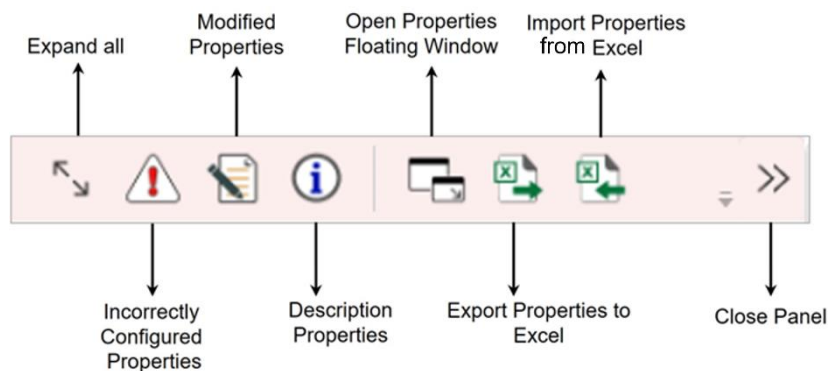 Expand all
Modified
Properties
Open Properties
Floating Window
Import Properties
from Excel
Incorrectly
Configured
Properties
Description
Properties
Export Properties to
Excel
Close Panel